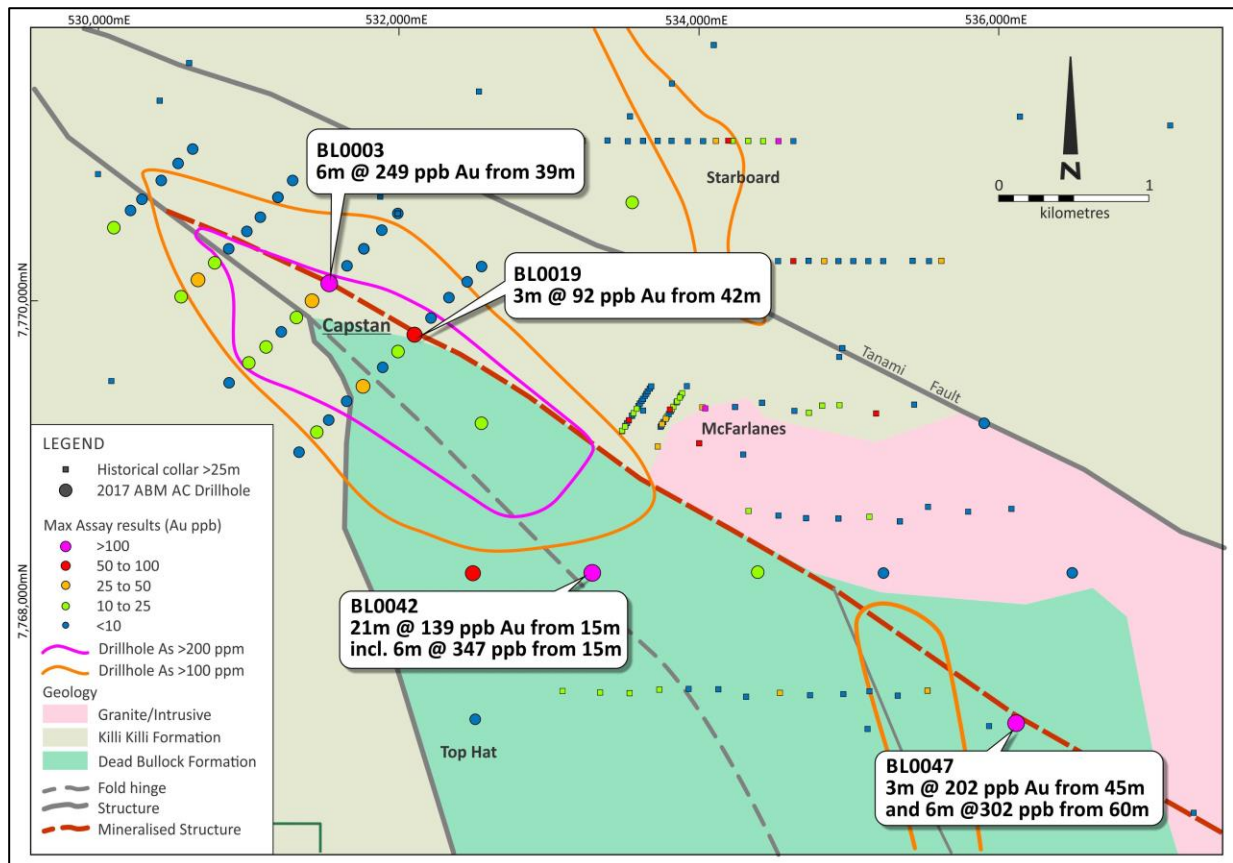 530,000mE
532,000mE
534,000mE
536,000mE
7,770,000mN
7,768,000mN
BL0003
6m @ 249 ppb Au from 39m
Starboard
N
0 1
kilometres
BL0019
3m @ 92 ppb Au from 42m
Capstan
Tanami Fault
McFarlanes
LEGEND
Historical collar >25m
2017 ABM AC Drillhole
Max Assay results (Au ppb)
>100
50 to 100
25 to 50
10 to 25
<10
Drillhole As >200 ppm
Drillhole As >100 ppm
Geology
Granite/Intrusive
Killi Killi Formation
Dead Bullock Formation
Fold hinge
Structure
Mineralised Structure
BL0042
21m @ 139 ppb Au from 15m
incl. 6m @ 347 ppb from 15m
Top Hat
BL0047
3m @ 202 ppb Au from 45m
and 6m @302 ppb from 60m